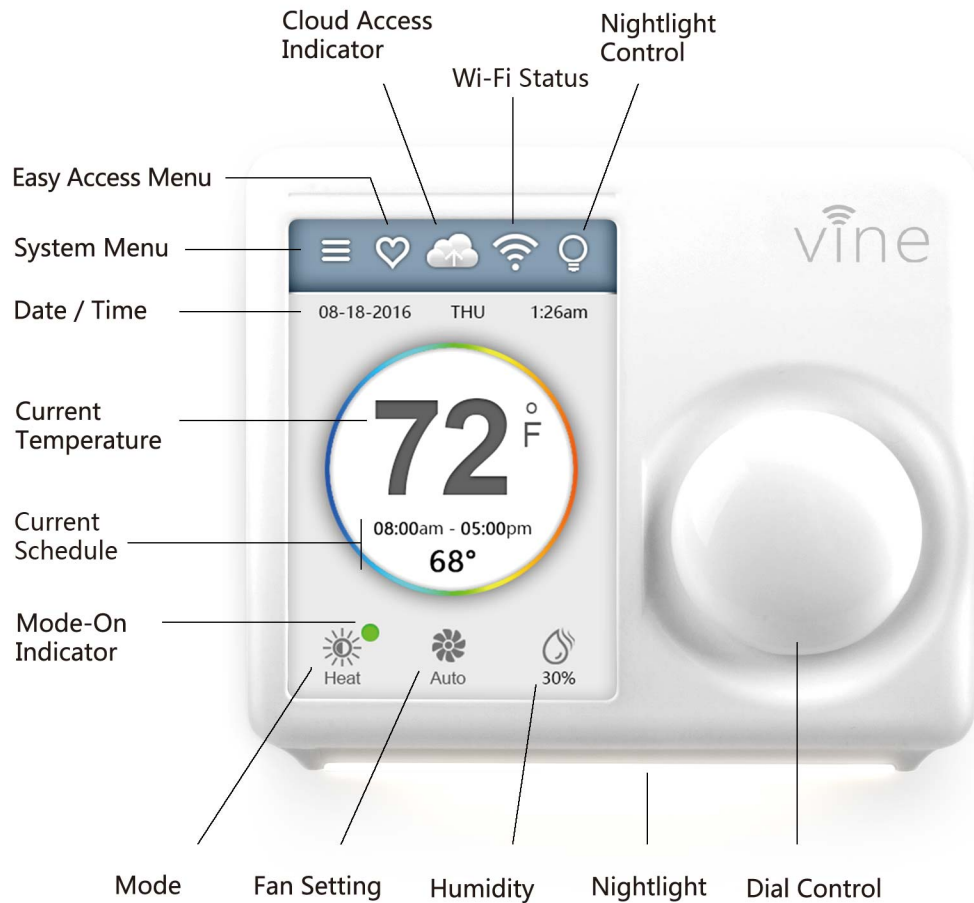 Cloud Access
Indicator
Nightlight
Control
Wi-Fi Status
Easy Access Menu
System Menu
vine
Date / Time
08-18-2016 THU 1:26am
Current
Temperature
72°F
Current
Schedule
08:00am - 05:00pm
68°
Mode-On
Indicator
Heat
Auto
30%
Mode
Fan Setting
Humidity
Nightlight
Dial Control